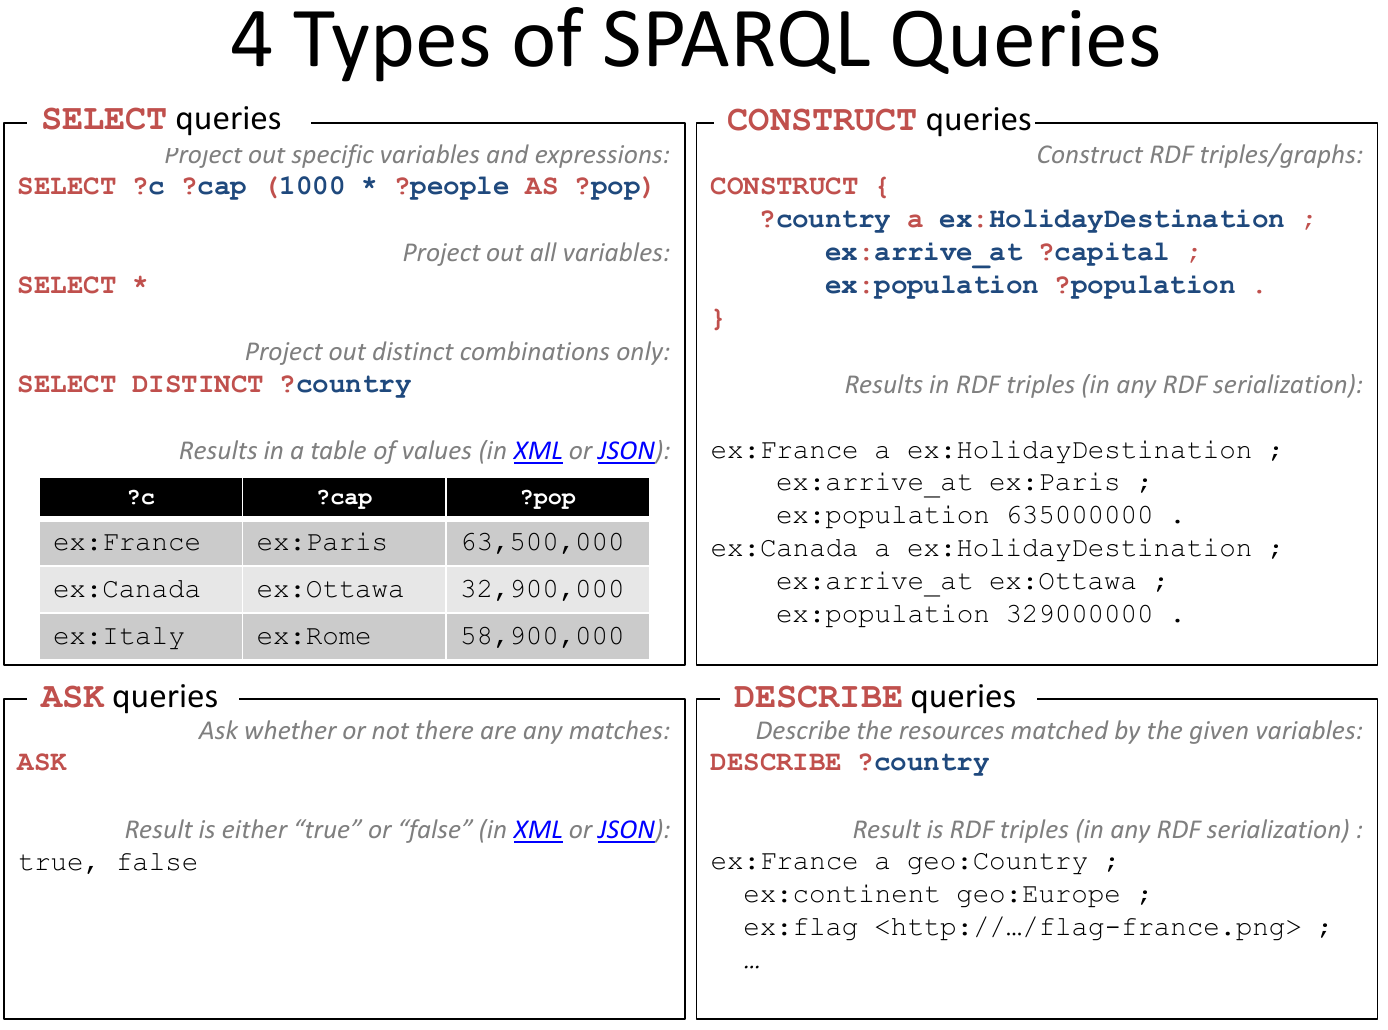 4 Types of SPARQL Queries
SELECT queries
Project out specific variables and expressions:
SELECT ?c ?cap (1000 * ?people AS ?pop)
Project out all variables:
SELECT *
Project out distinct combinations only:
SELECT DISTINCT ?country
Results in a table of values (in XML or JSON):
?c ?cap ?pop
ex:France ex:Paris 63,500,000
ex:Canada ex:Ottawa 32,900,000
ex:Italy ex:Rome 58,900,000
CONSTRUCT queries
Construct RDF triples/graphs:
CONSTRUCT {
?country a ex:HolidayDestination ;
ex:arrive_at ?capital ;
ex:population ?population .
}
Results in RDF triples (in any RDF serialization):
ex:France a ex:HolidayDestination ;
ex:arrive_at ex:Paris ;
ex:population 635000000 .
ex:Canada a ex:HolidayDestination ;
ex:arrive_at ex:Ottawa ;
ex:population 329000000 .
ASK queries
Ask whether or not there are any matches:
ASK
Result is either “true” or “false” (in XML or JSON):
true, false
DESCRIBE queries
Describe the resources matched by the given variables:
DESCRIBE ?country
Result is RDF triples (in any RDF serialization) :
ex:France a geo:Country ;
ex:continent geo:Europe ;
ex:flag <http://…/flag-france.png> ;
…